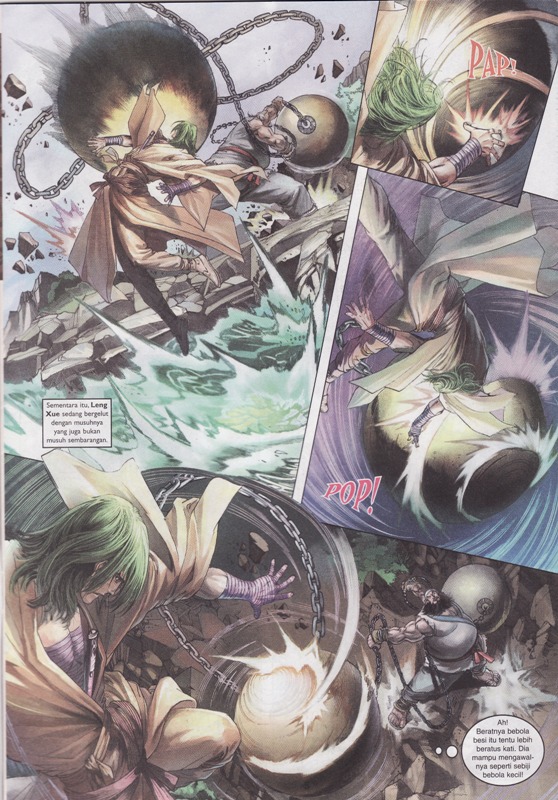 PAP!
Sementara itu, Leng
Xue sedang bergelut
dengan musuhnya
yang juga bukan
musuh sembarangan.
POP!
Ah!
Beratnya bebola
besi itu tentu lebih
beratus kati. Dia
mampu mengawal-
nya seperti sebiji
bebola kecil!